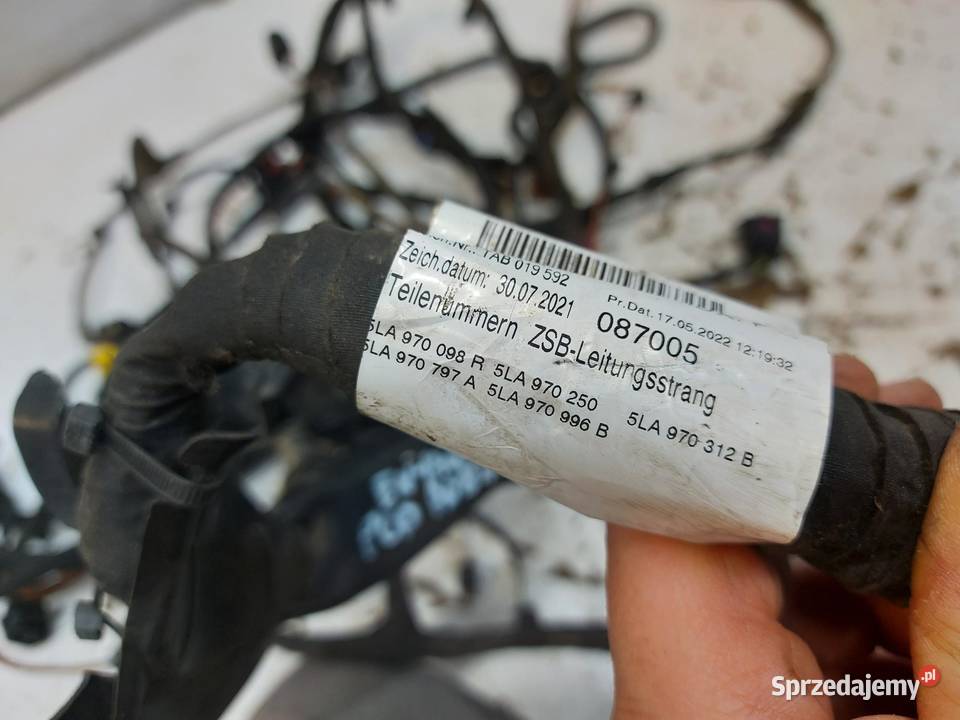 1AB 019 592
Zeich.datum: 30.07.2021
Pr.Dat.17.05.2022 12:19:32
087005
Teilenummern ZSB-Leitungsstrang
5LA 970 098 R 5LA 970 250 5LA 970 312 B
5LA 970 797 A 5LA 970 996 B
Sprzedajemy.pl